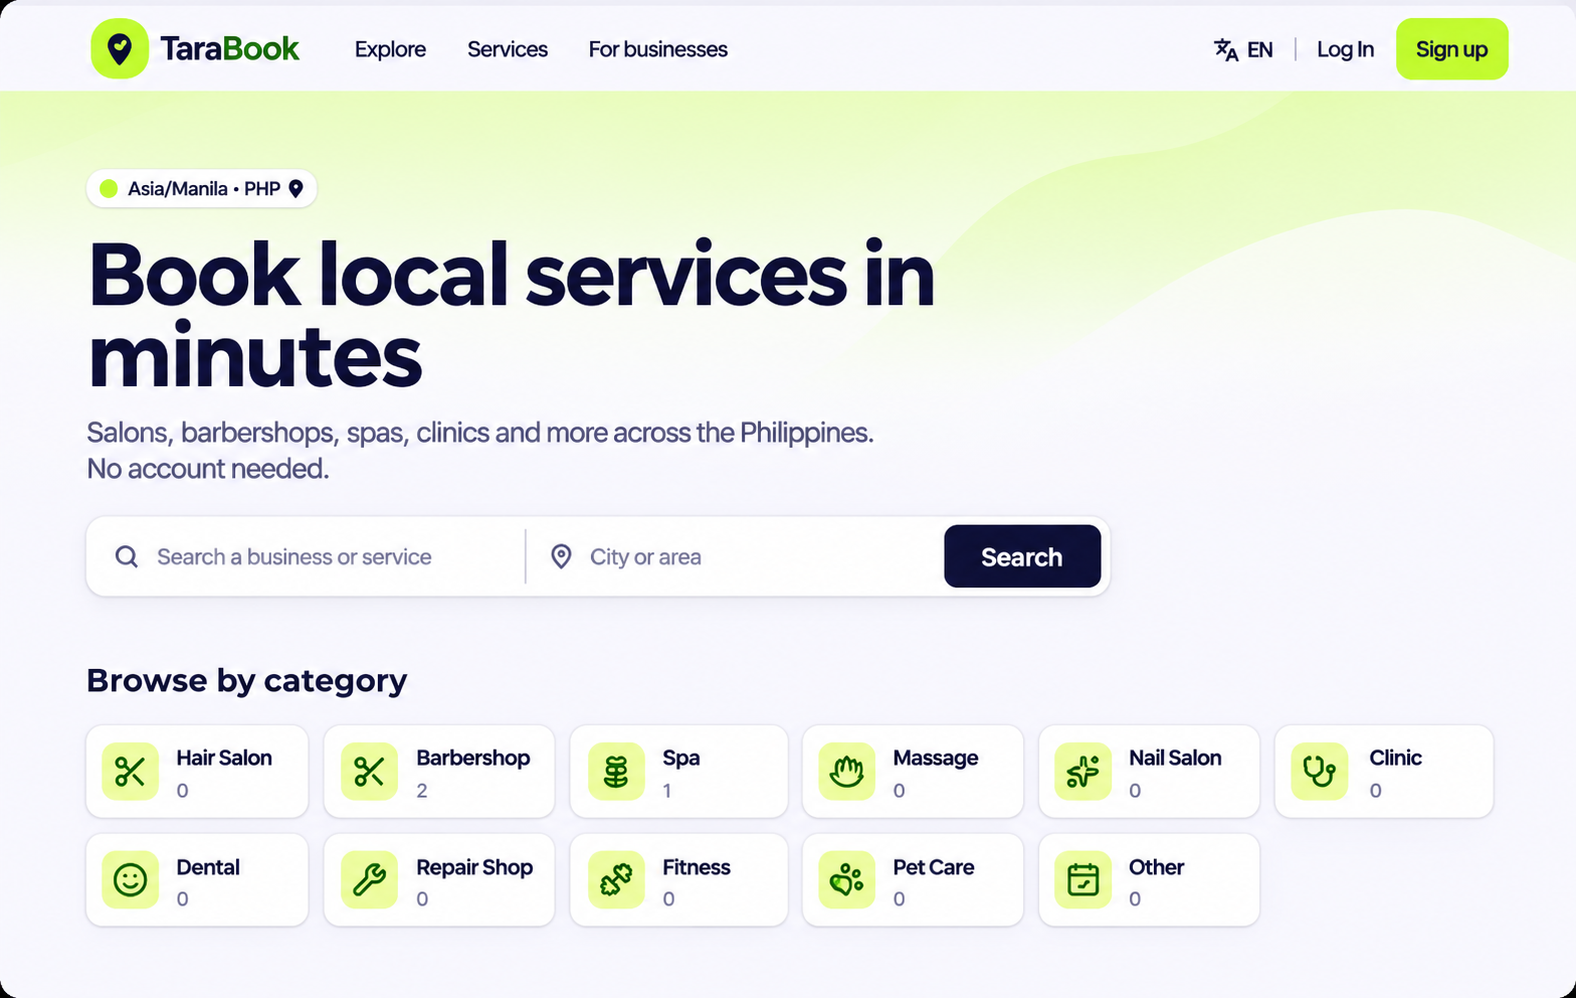 TaraBook
Explore
Services
For businesses
EN
Log In
Sign up
Asia/Manila • PHP
Book local services in
minutes
Salons, barbershops, spas, clinics and more across the Philippines.
No account needed.
Search a business or service
City or area
Search
Browse by category
Hair Salon
0
Barbershop
2
Spa
1
Massage
0
Nail Salon
0
Clinic
0
Dental
0
Repair Shop
0
Fitness
0
Pet Care
0
Other
0